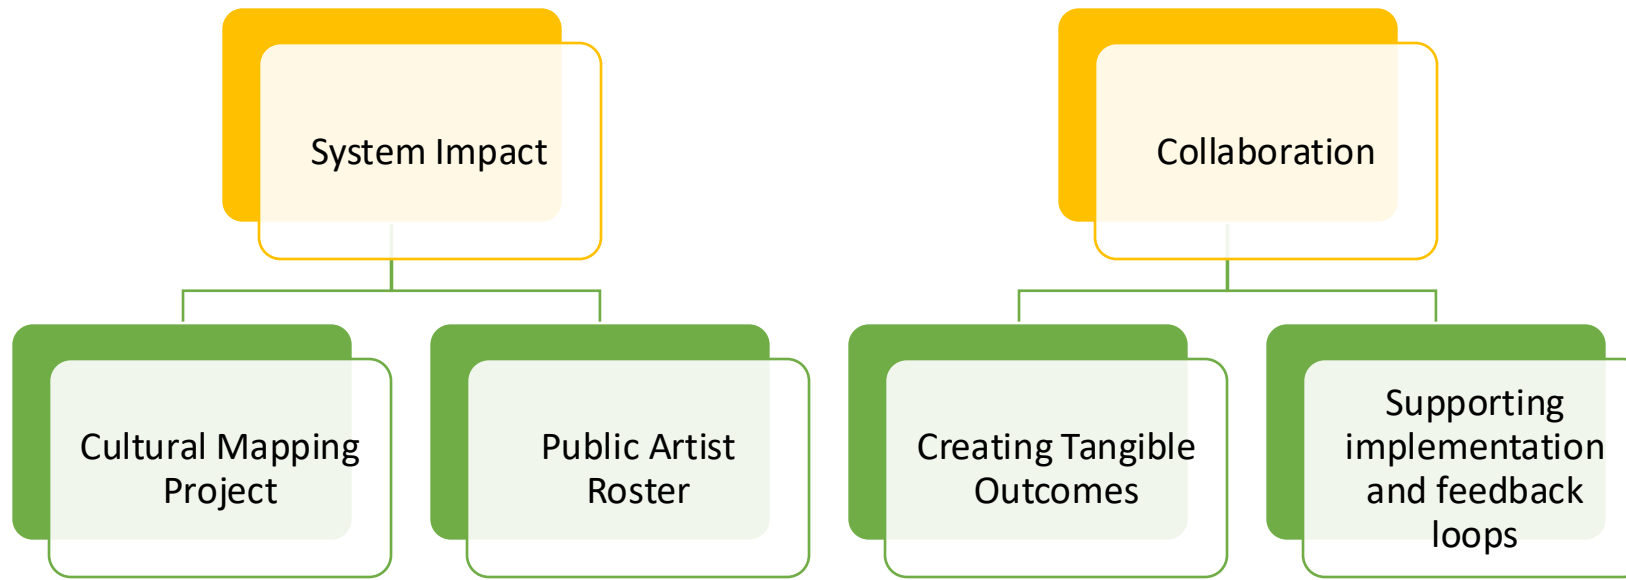 System Impact
Collaboration
Cultural Mapping
Project
Public Artist
Roster
Creating Tangible
Outcomes
Supporting
implementation
and feedback
loops